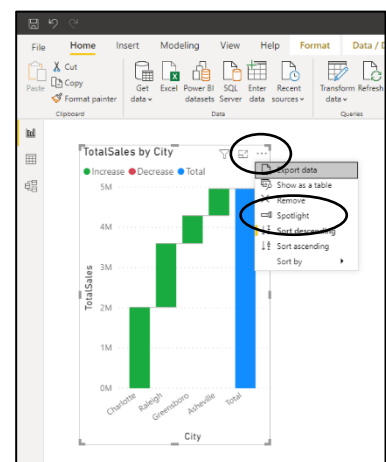 File Home Insert Modeling View Help Format Data / D
Paste
Cut
Copy
Format painter
Clipboard
Get data
Excel
Power BI datasets
SQL Server
Enter data
Recent sources
Data
Transform data
Refresh
Queries
TotalSales by City
Increase Decrease Total
Export data
Show as a table
Remove
Spotlight
Sort descending
Sort ascending
Sort by
5M
4M
3M
2M
1M
0M
TotalSales
Charlotte Raleigh Greensboro Asheville Total
City